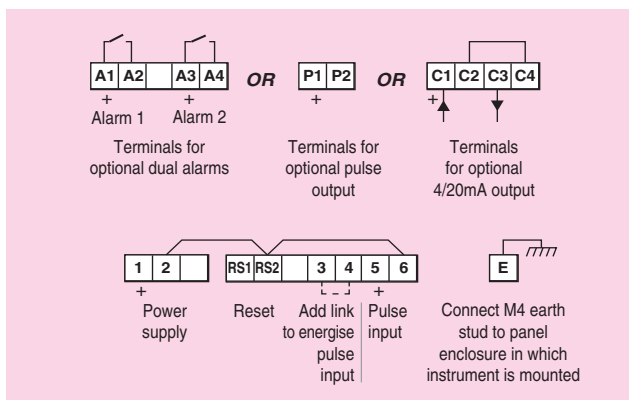 A1 A2 A3 A4 OR P1 P2 OR C1 C2 C3 C4
+ + +
Alarm 1 Alarm 2
Terminals for
optional dual alarms
Terminals for
optional pulse
output
Terminals
for optional
4/20mA output
1 2 RS1 RS2 3 4 5 6 E
+ +
Power
supply
Reset
Add link
to energise
pulse
input
Pulse
input
Connect M4 earth
stud to panel
enclosure in which
instrument is mounted